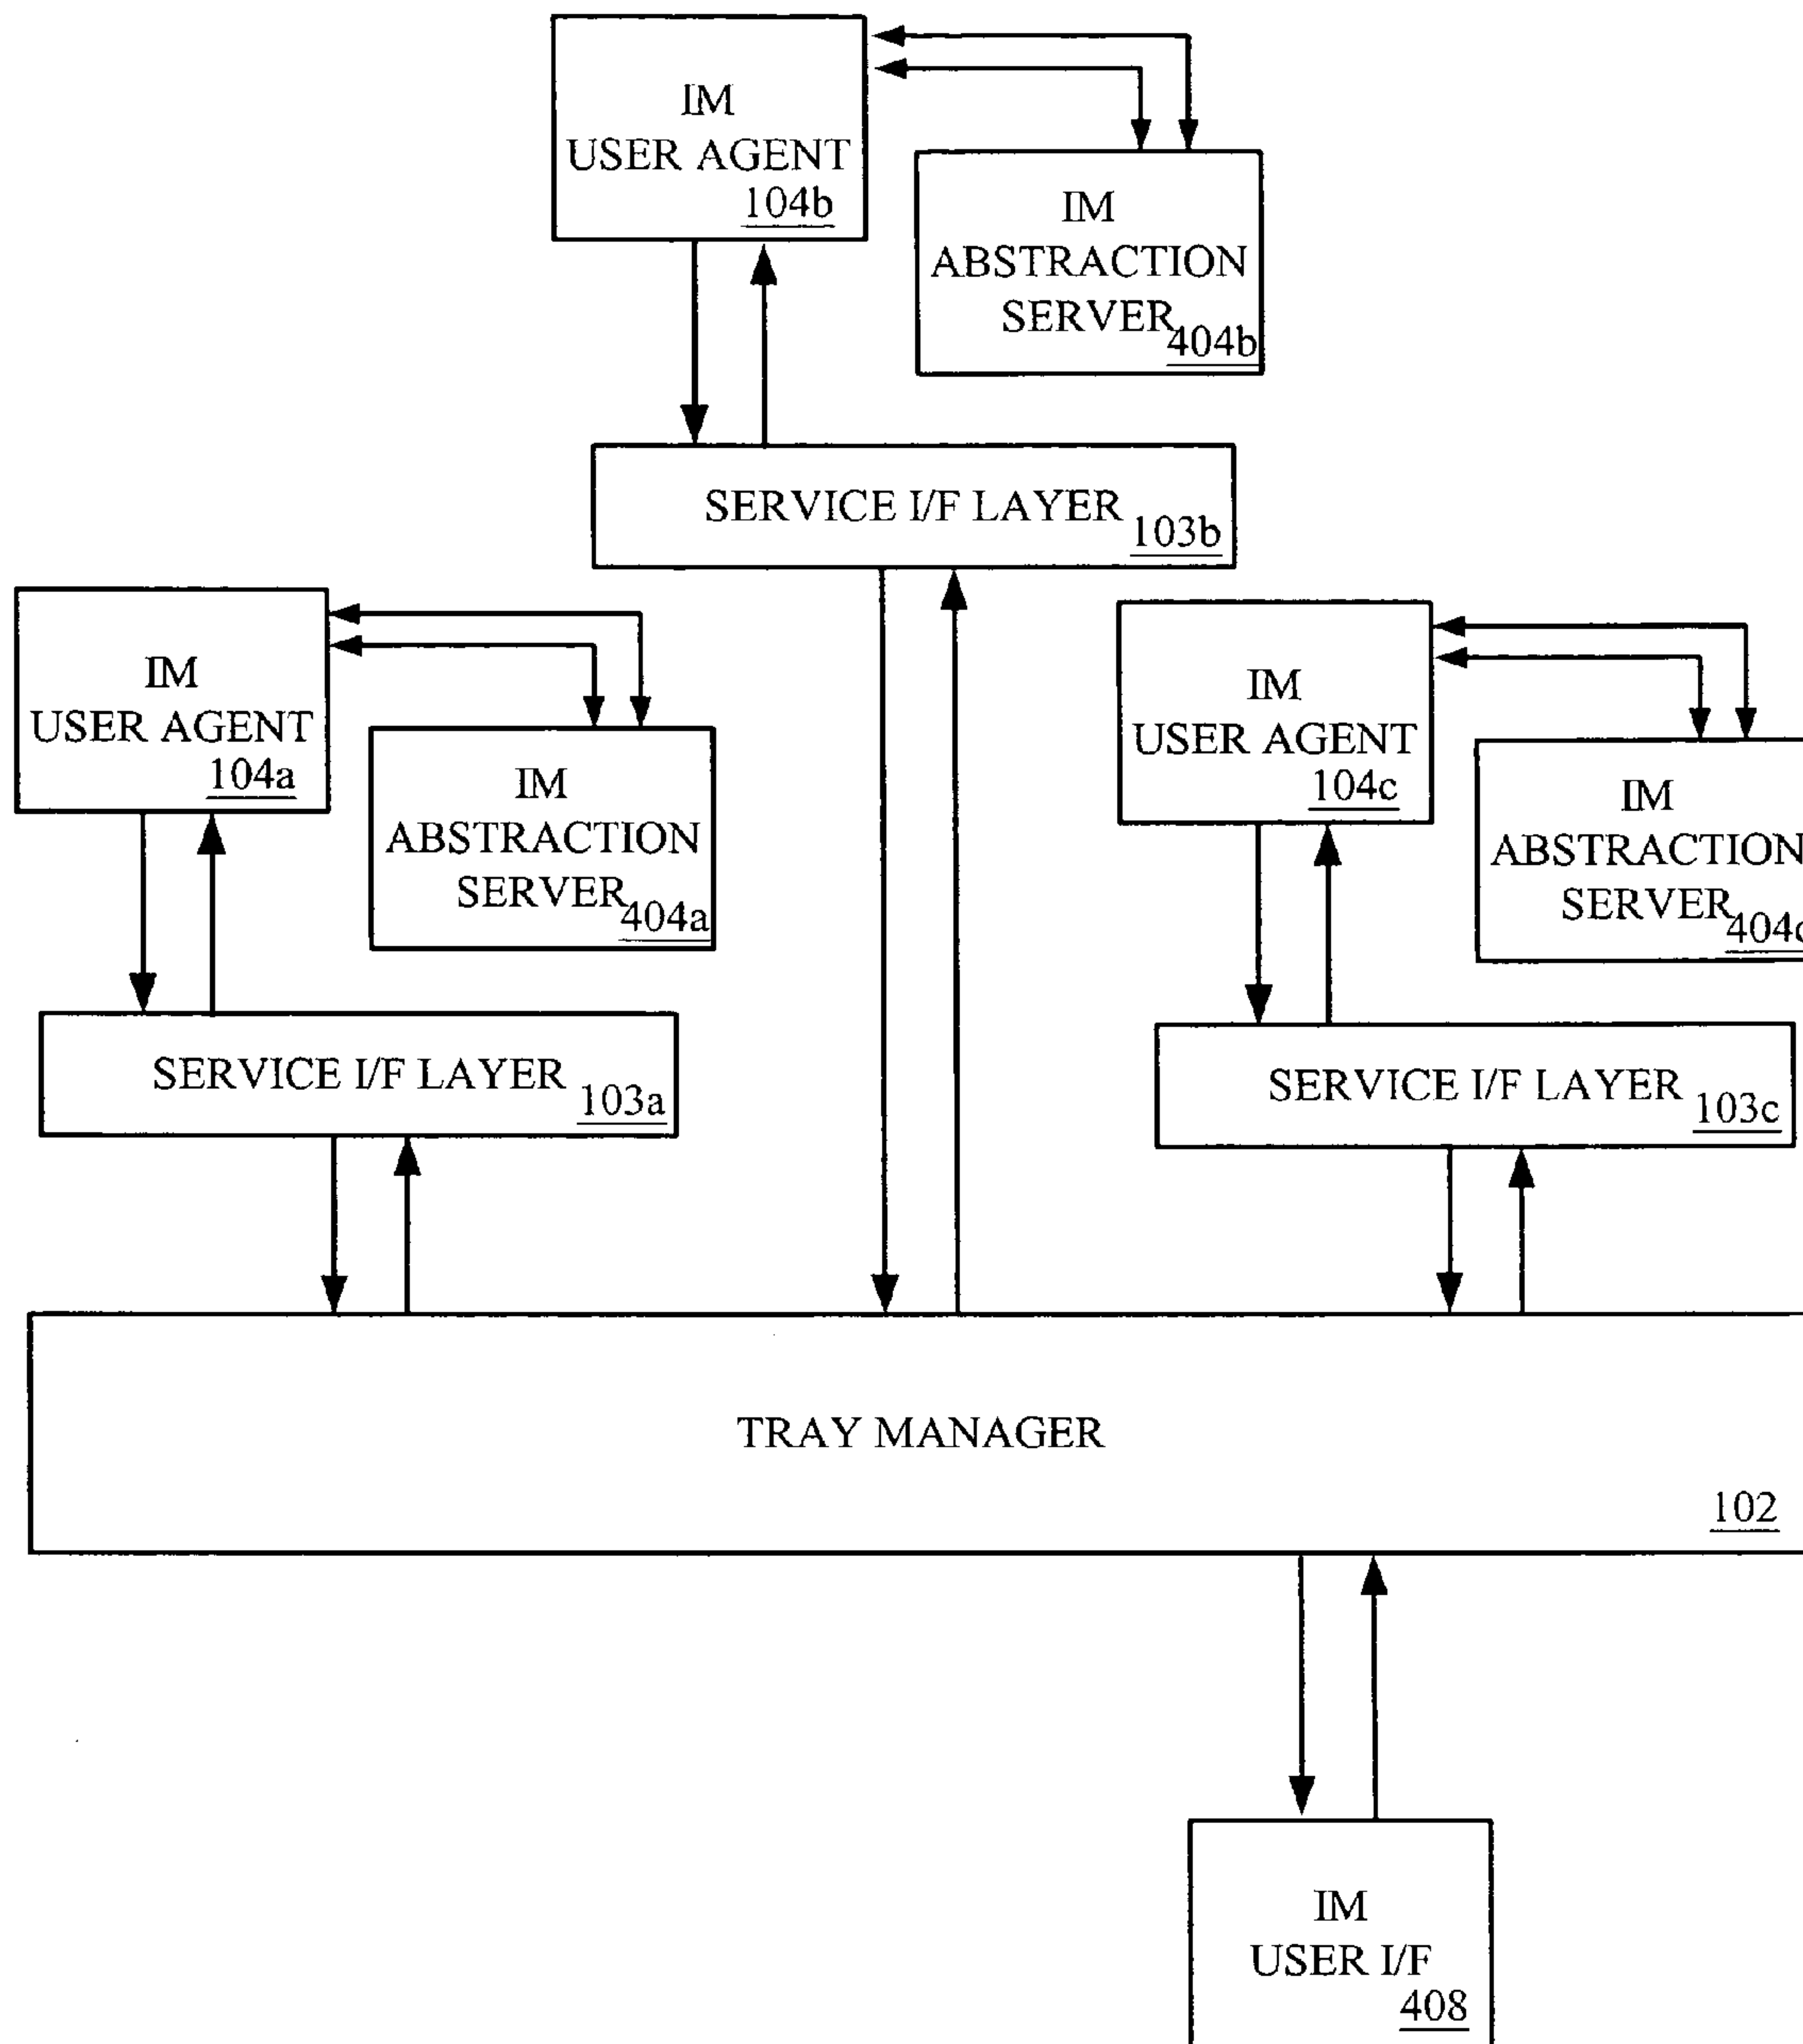 IM
USER AGENT
104b
IM
ABSTRACTION
SERVER
404b
SERVICE I/F LAYER
103b
IM
USER AGENT
104a
IM
ABSTRACTION
SERVER
404a
SERVICE I/F LAYER
103a
IM
USER AGENT
104c
IM
ABSTRACTION
SERVER
404c
SERVICE I/F LAYER
103c
TRAY MANAGER
102
IM
USER I/F
408